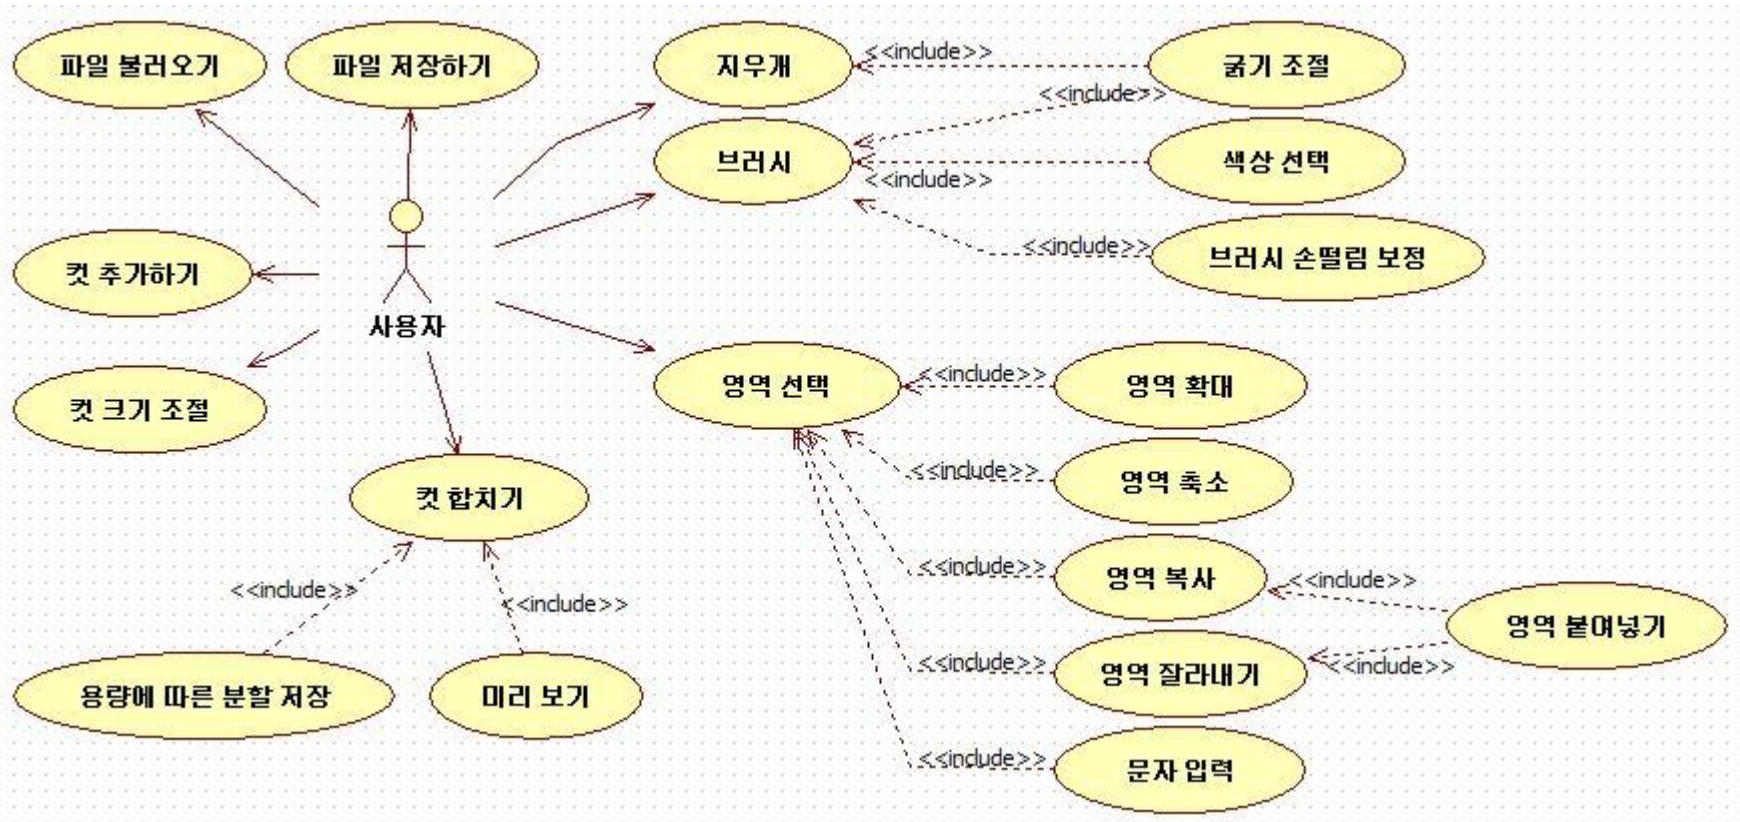 파일 불러오기
파일 저장하기
지우개
<<include>>
굵기 조절
<<include>>
브러시
색상 선택
<<include>>
<<include>>
브러시 손떨림 보정
컷 추가하기
사용자
컷 크기 조절
영역 선택
<<include>>
영역 확대
<<include>>
영역 축소
컷 합치기
<<include>>
영역 복사
<<include>>
<<include>>
<<include>>
영역 붙여넣기
<<include>>
영역 잘라내기
<<include>>
용량에 따른 분할 저장
미리 보기
<<include>>
문자 입력